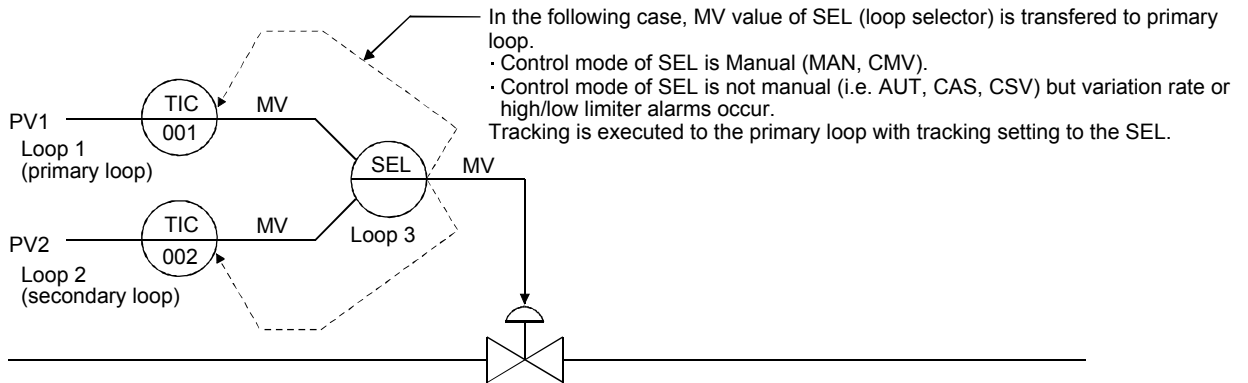 In the following case, MV value of SEL (loop selector) is transfered to primary
loop.
· Control mode of SEL is Manual (MAN, CMV).
· Control mode of SEL is not manual (i.e. AUT, CAS, CSV) but variation rate or
high/low limiter alarms occur.
Tracking is executed to the primary loop with tracking setting to the SEL.
PV1
TIC
001
MV
Loop 1
(primary loop)
SEL
MV
Loop 3
PV2
TIC
002
MV
Loop 2
(secondary loop)